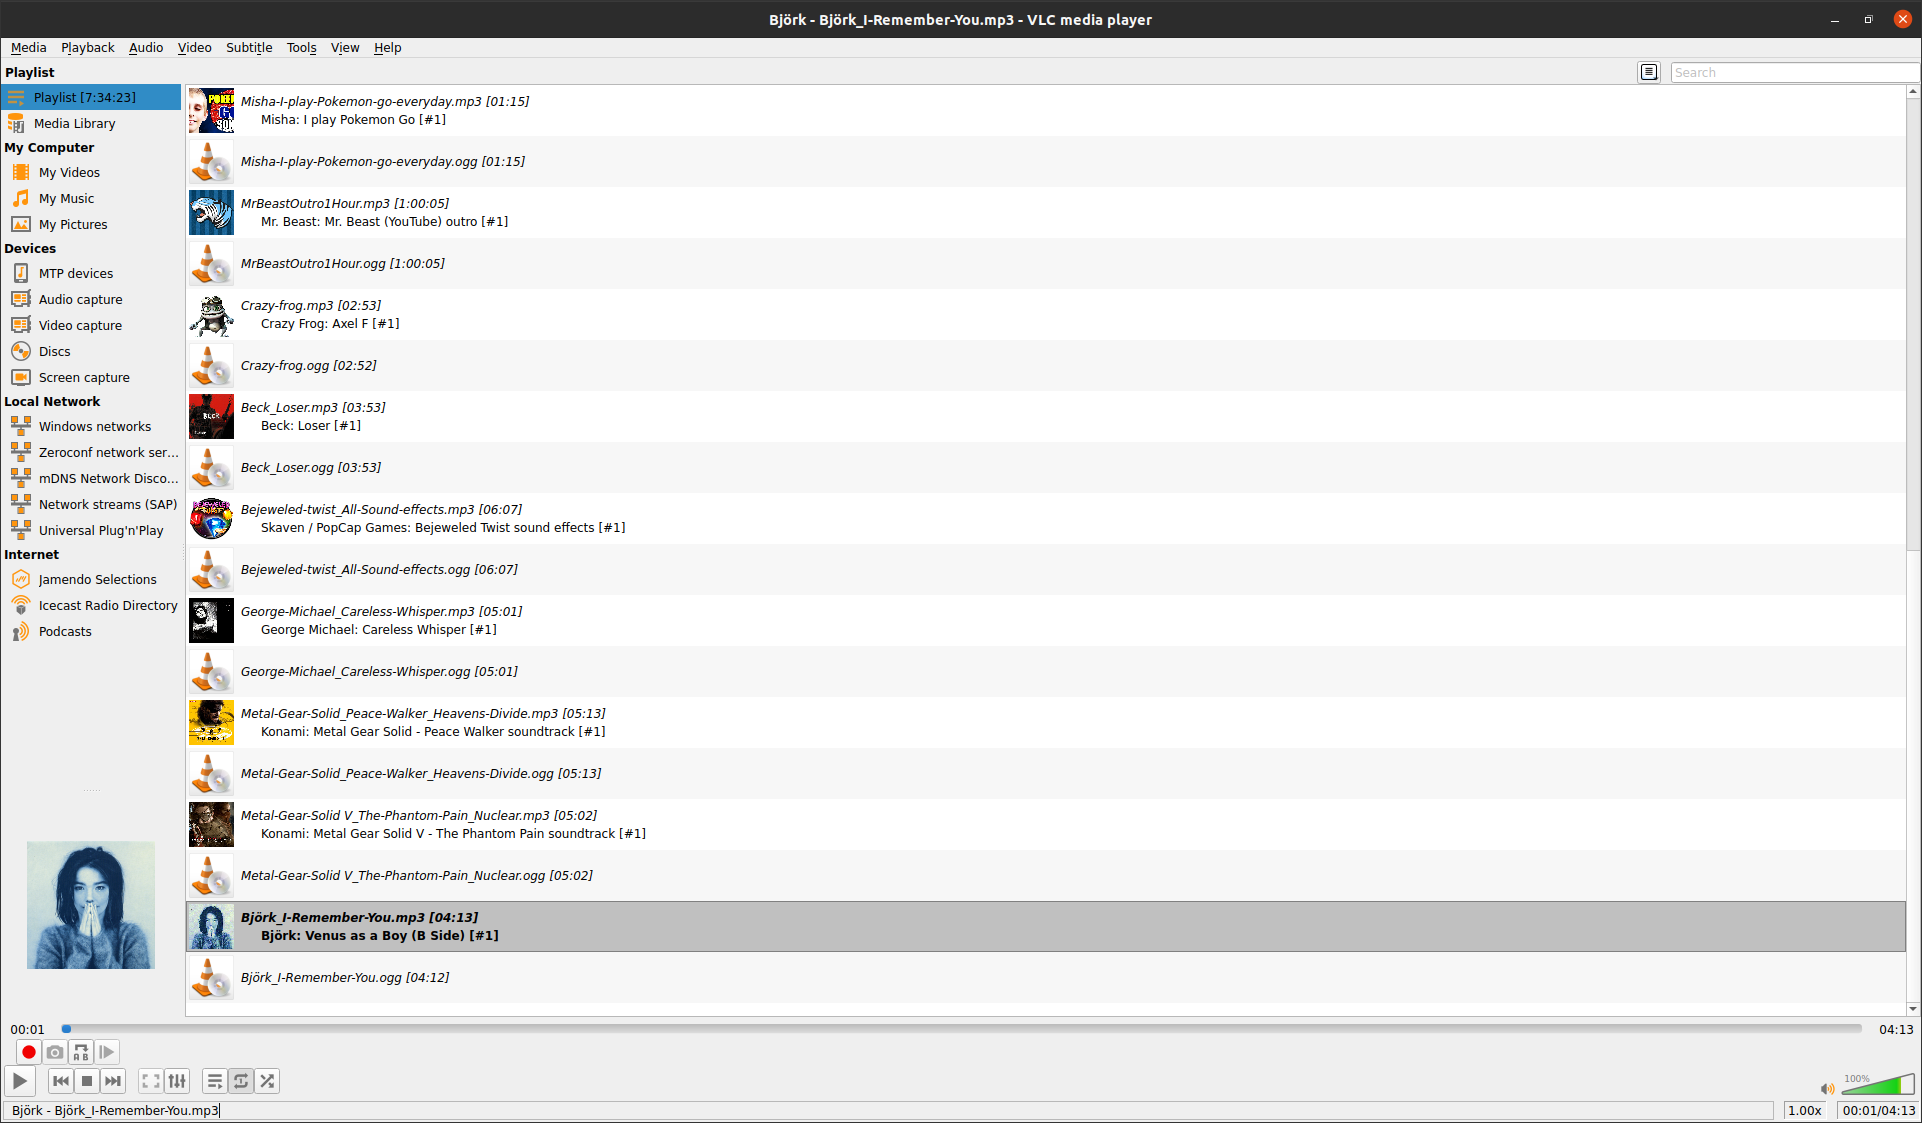 Björk - Björk_I-Remember-You.mp3 - VLC media player
Media Playback Audio Video Subtitle Tools View Help
Playlist
Search
Playlist [7:34:23]
Media Library
My Computer
My Videos
My Music
My Pictures
Devices
MTP devices
Audio capture
Video capture
Discs
Screen capture
Local Network
Windows networks
Zeroconf network ser...
mDNS Network Disco...
Network streams (SAP)
Universal Plug'n'Play
Internet
Jamendo Selections
Icecast Radio Directory
Podcasts
Misha-I-play-Pokemon-go-everyday.mp3 [01:15]
Misha: I play Pokemon Go [#1]
Misha-I-play-Pokemon-go-everyday.ogg [01:15]
MrBeastOutro1Hour.mp3 [1:00:05]
Mr. Beast: Mr. Beast (YouTube) outro [#1]
MrBeastOutro1Hour.ogg [1:00:05]
Crazy-frog.mp3 [02:53]
Crazy Frog: Axel F [#1]
Crazy-frog.ogg [02:52]
Beck_Loser.mp3 [03:53]
Beck: Loser [#1]
Beck_Loser.ogg [03:53]
Bejeweled-twist_All-Sound-effects.mp3 [06:07]
Skaven / PopCap Games: Bejeweled Twist sound effects [#1]
Bejeweled-twist_All-Sound-effects.ogg [06:07]
George-Michael_Careless-Whisper.mp3 [05:01]
George Michael: Careless Whisper [#1]
George-Michael_Careless-Whisper.ogg [05:01]
Metal-Gear-Solid_Peace-Walker_Heavens-Divide.mp3 [05:13]
Konami: Metal Gear Solid - Peace Walker soundtrack [#1]
Metal-Gear-Solid_Peace-Walker_Heavens-Divide.ogg [05:13]
Metal-Gear-Solid V_The-Phantom-Pain_Nuclear.mp3 [05:02]
Konami: Metal Gear Solid V - The Phantom Pain soundtrack [#1]
Metal-Gear-Solid V_The-Phantom-Pain_Nuclear.ogg [05:02]
Björk_I-Remember-You.mp3 [04:13]
Björk: Venus as a Boy (B Side) [#1]
Björk_I-Remember-You.ogg [04:12]
00:01
04:13
A B
100%
Björk - Björk_I-Remember-You.mp3
1.00x
00:01/04:13